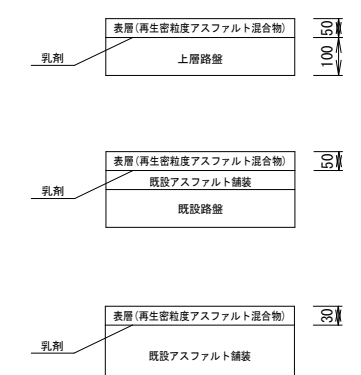 表層(再生密粒度アスファルト混合物)
50
乳剤
上層路盤
100
表層(再生密粒度アスファルト混合物)
50
既設アスファルト舗装
乳剤
既設路盤
表層(再生密粒度アスファルト混合物)
30
乳剤
既設アスファルト舗装